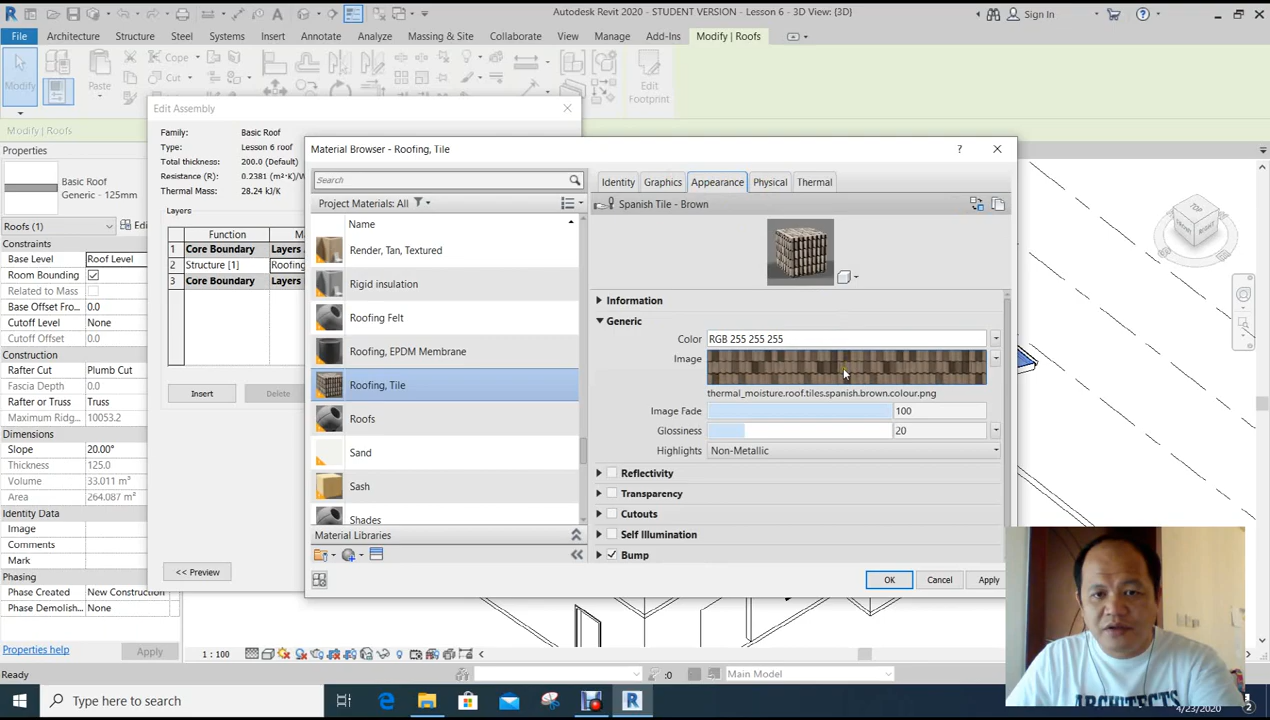 Autodesk Revit 2020 - STUDENT VERSION - Lesson 6 - 3D View: {3D}
Sign In
File Architecture Structure Steel Systems Insert Annotate Analyze Massing & Site Collaborate View Manage Add-Ins Modify | Roofs
Modify
Paste
Cope
Cut
Edit
Footprint
Modify | Roofs
Properties
Basic Roof
Generic - 125mm
Roofs (1)
Edi
Constraints
Base Level Roof Level
Room Bounding
Related to Mass
Base Offset Fro... 0.0
Cutoff Level None
Cutoff Offset 0.0
Construction
Rafter Cut Plumb Cut
Fascia Depth 0.0
Rafter or Truss Truss
Maximum Ridg... 10053.2
Dimensions
Slope 20.00°
Thickness 125.0
Volume 33.011 m³
Area 264.087 m²
Identity Data
Image
Comments
Mark
Phasing
Phase Created New Construction
Phase Demolish... None
Properties help
Apply
Edit Assembly
Family: Basic Roof
Type: Lesson 6 roof
Total thickness: 200.0 (Default)
Resistance (R): 0.2381 (m²·K)/W
Thermal Mass: 28.24 kJ/K
Layers
Function M
1 Core Boundary Layers
2 Structure [1] Roofing
3 Core Boundary Layers
Insert
Delete
<< Preview
Material Browser - Roofing, Tile
?
Search
Project Materials: All
Name
Render, Tan, Textured
Rigid insulation
Roofing Felt
Roofing, EPDM Membrane
Roofing, Tile
Roofs
Sand
Sash
Shades
Material Libraries
Identity Graphics Appearance Physical Thermal
Spanish Tile - Brown
Information
Generic
Color RGB 255 255 255
Image
thermal_moisture.roof.tiles.spanish.brown.colour.png
Image Fade 100
Glossiness 20
Highlights Non-Metallic
Reflectivity
Transparency
Cutouts
Self Illumination
Bump
OK
Cancel
Apply
TOP
RIGHT
1 : 100
Ready
:0
Main Model
Type here to search
4/23/2020
2
ARCHITECTS